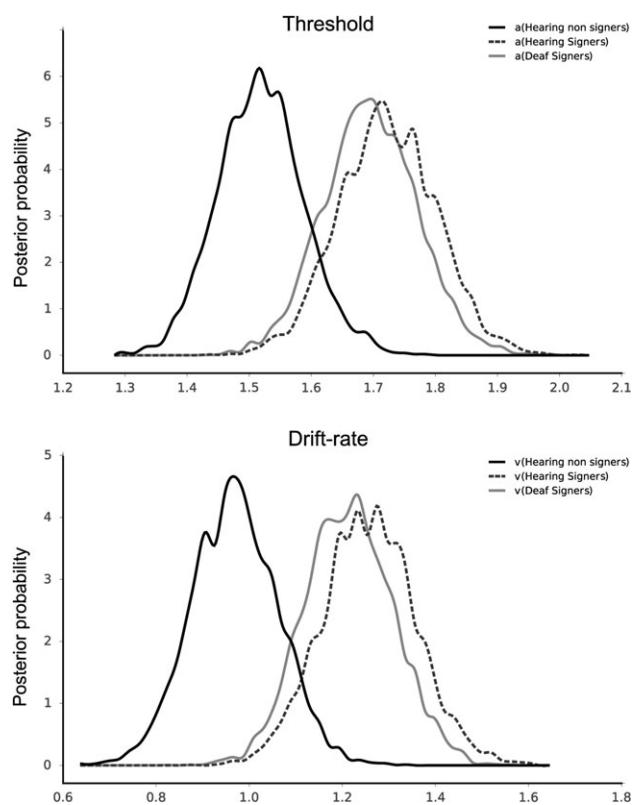 Threshold
a(Hearing non signers)
a(Hearing Signers)
a(Deaf Signers)
Posterior probability
6
5
4
3
2
1
0
1.2 1.3 1.4 1.5 1.6 1.7 1.8 1.9 2.0 2.1
Drift-rate
v(Hearing non signers)
v(Hearing Signers)
v(Deaf Signers)
Posterior probability
5
4
3
2
1
0
0.6 0.8 1.0 1.2 1.4 1.6 1.8